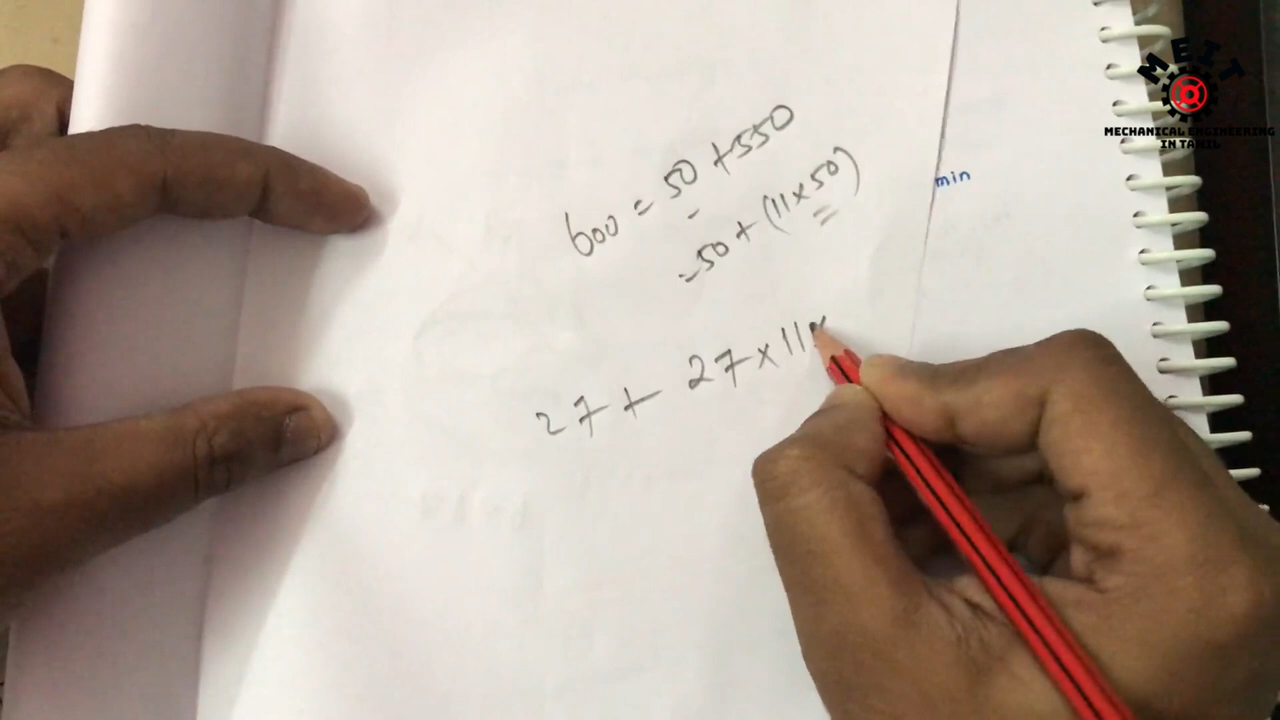 MEIT
MECHANICAL ENGINEERING
IN TAMIL
600 = 50 + 550
= 50 + (11 × 50)
min
27 + 27 × 11